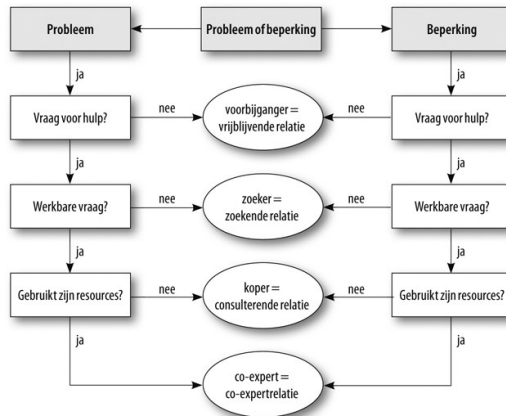 Probleem
Probleem of beperking
Beperking
ja
ja
Vraag voor hulp?
nee
voorbijganger =
vrijblijvende relatie
nee
Vraag voor hulp?
ja
ja
Werkbare vraag?
nee
zoeker =
zoekende relatie
nee
Werkbare vraag?
ja
ja
Gebruikt zijn resources?
nee
koper =
consulterende relatie
nee
Gebruikt zijn resources?
ja
ja
co-expert =
co-expertrelatie